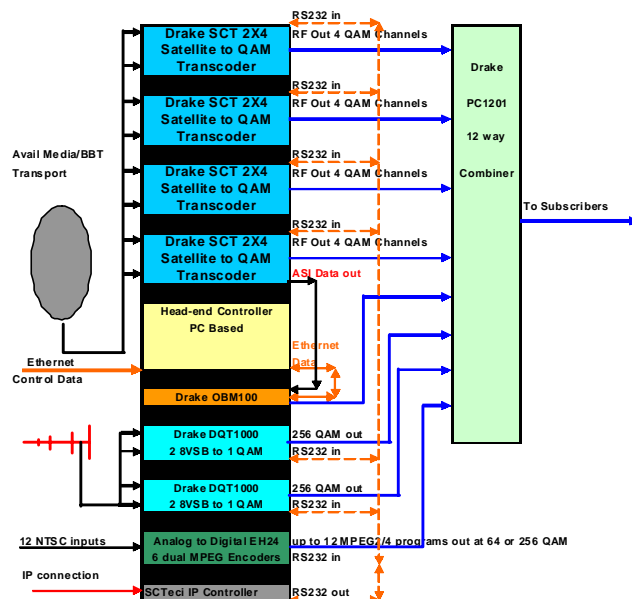 RS232 in
Drake SCT 2X4
Satellite to QAM
Transcoder
RF Out 4 QAM Channels
RS232 in
Drake SCT 2X4
Satellite to QAM
Transcoder
RF Out 4 QAM Channels
Avail Media/BBT
Transport
RS232 in
Drake SCT 2X4
Satellite to QAM
Transcoder
RF Out 4 QAM Channels
RS232 in
Drake SCT 2X4
Satellite to QAM
Transcoder
RF Out 4 QAM Channels
ASI Data out
Drake
PC1201
12 way
Combiner
To Subscribers
Head-end Controller
PC Based
Ethernet
Data
Ethernet
Control Data
Drake OBM100
Drake DQT1000
2 8VSB to 1 QAM
256 QAM out
RS232 in
Drake DQT1000
2 8VSB to 1 QAM
256 QAM out
RS232 in
12 NTSC inputs
Analog to Digital EH24
6 dual MPEG Encoders
up to 12 MPEG2/4 programs out at 64 or 256 QAM
RS232 in
IP connection
SCTeci IP Controller
RS232 out